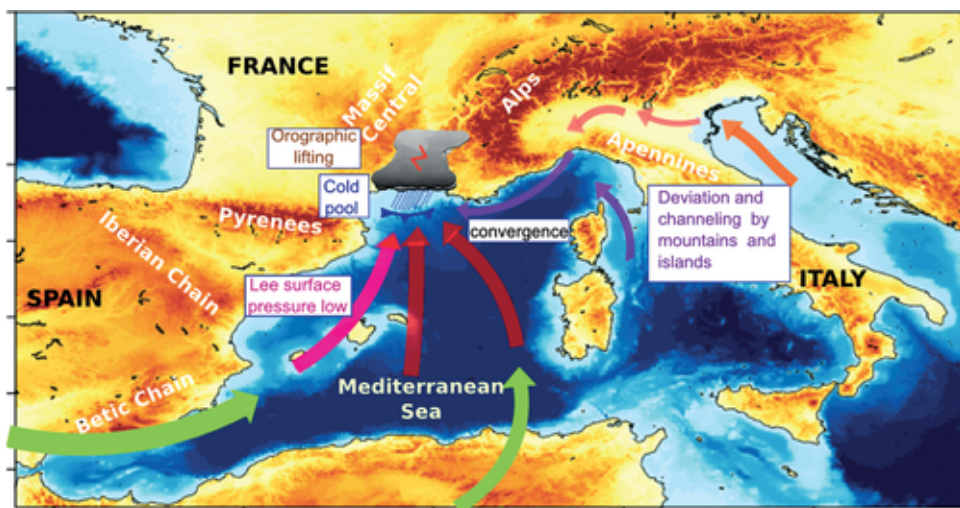 FRANCE
Massif
Central
Alps
Orographic
lifting
Apennines
Cold
pool
Pyrenees
convergence
Deviation and
channeling by
mountains and
islands
Iberian Chain
SPAIN
Lee surface
pressure low
ITALY
Mediterranean
Sea
Betic Chain